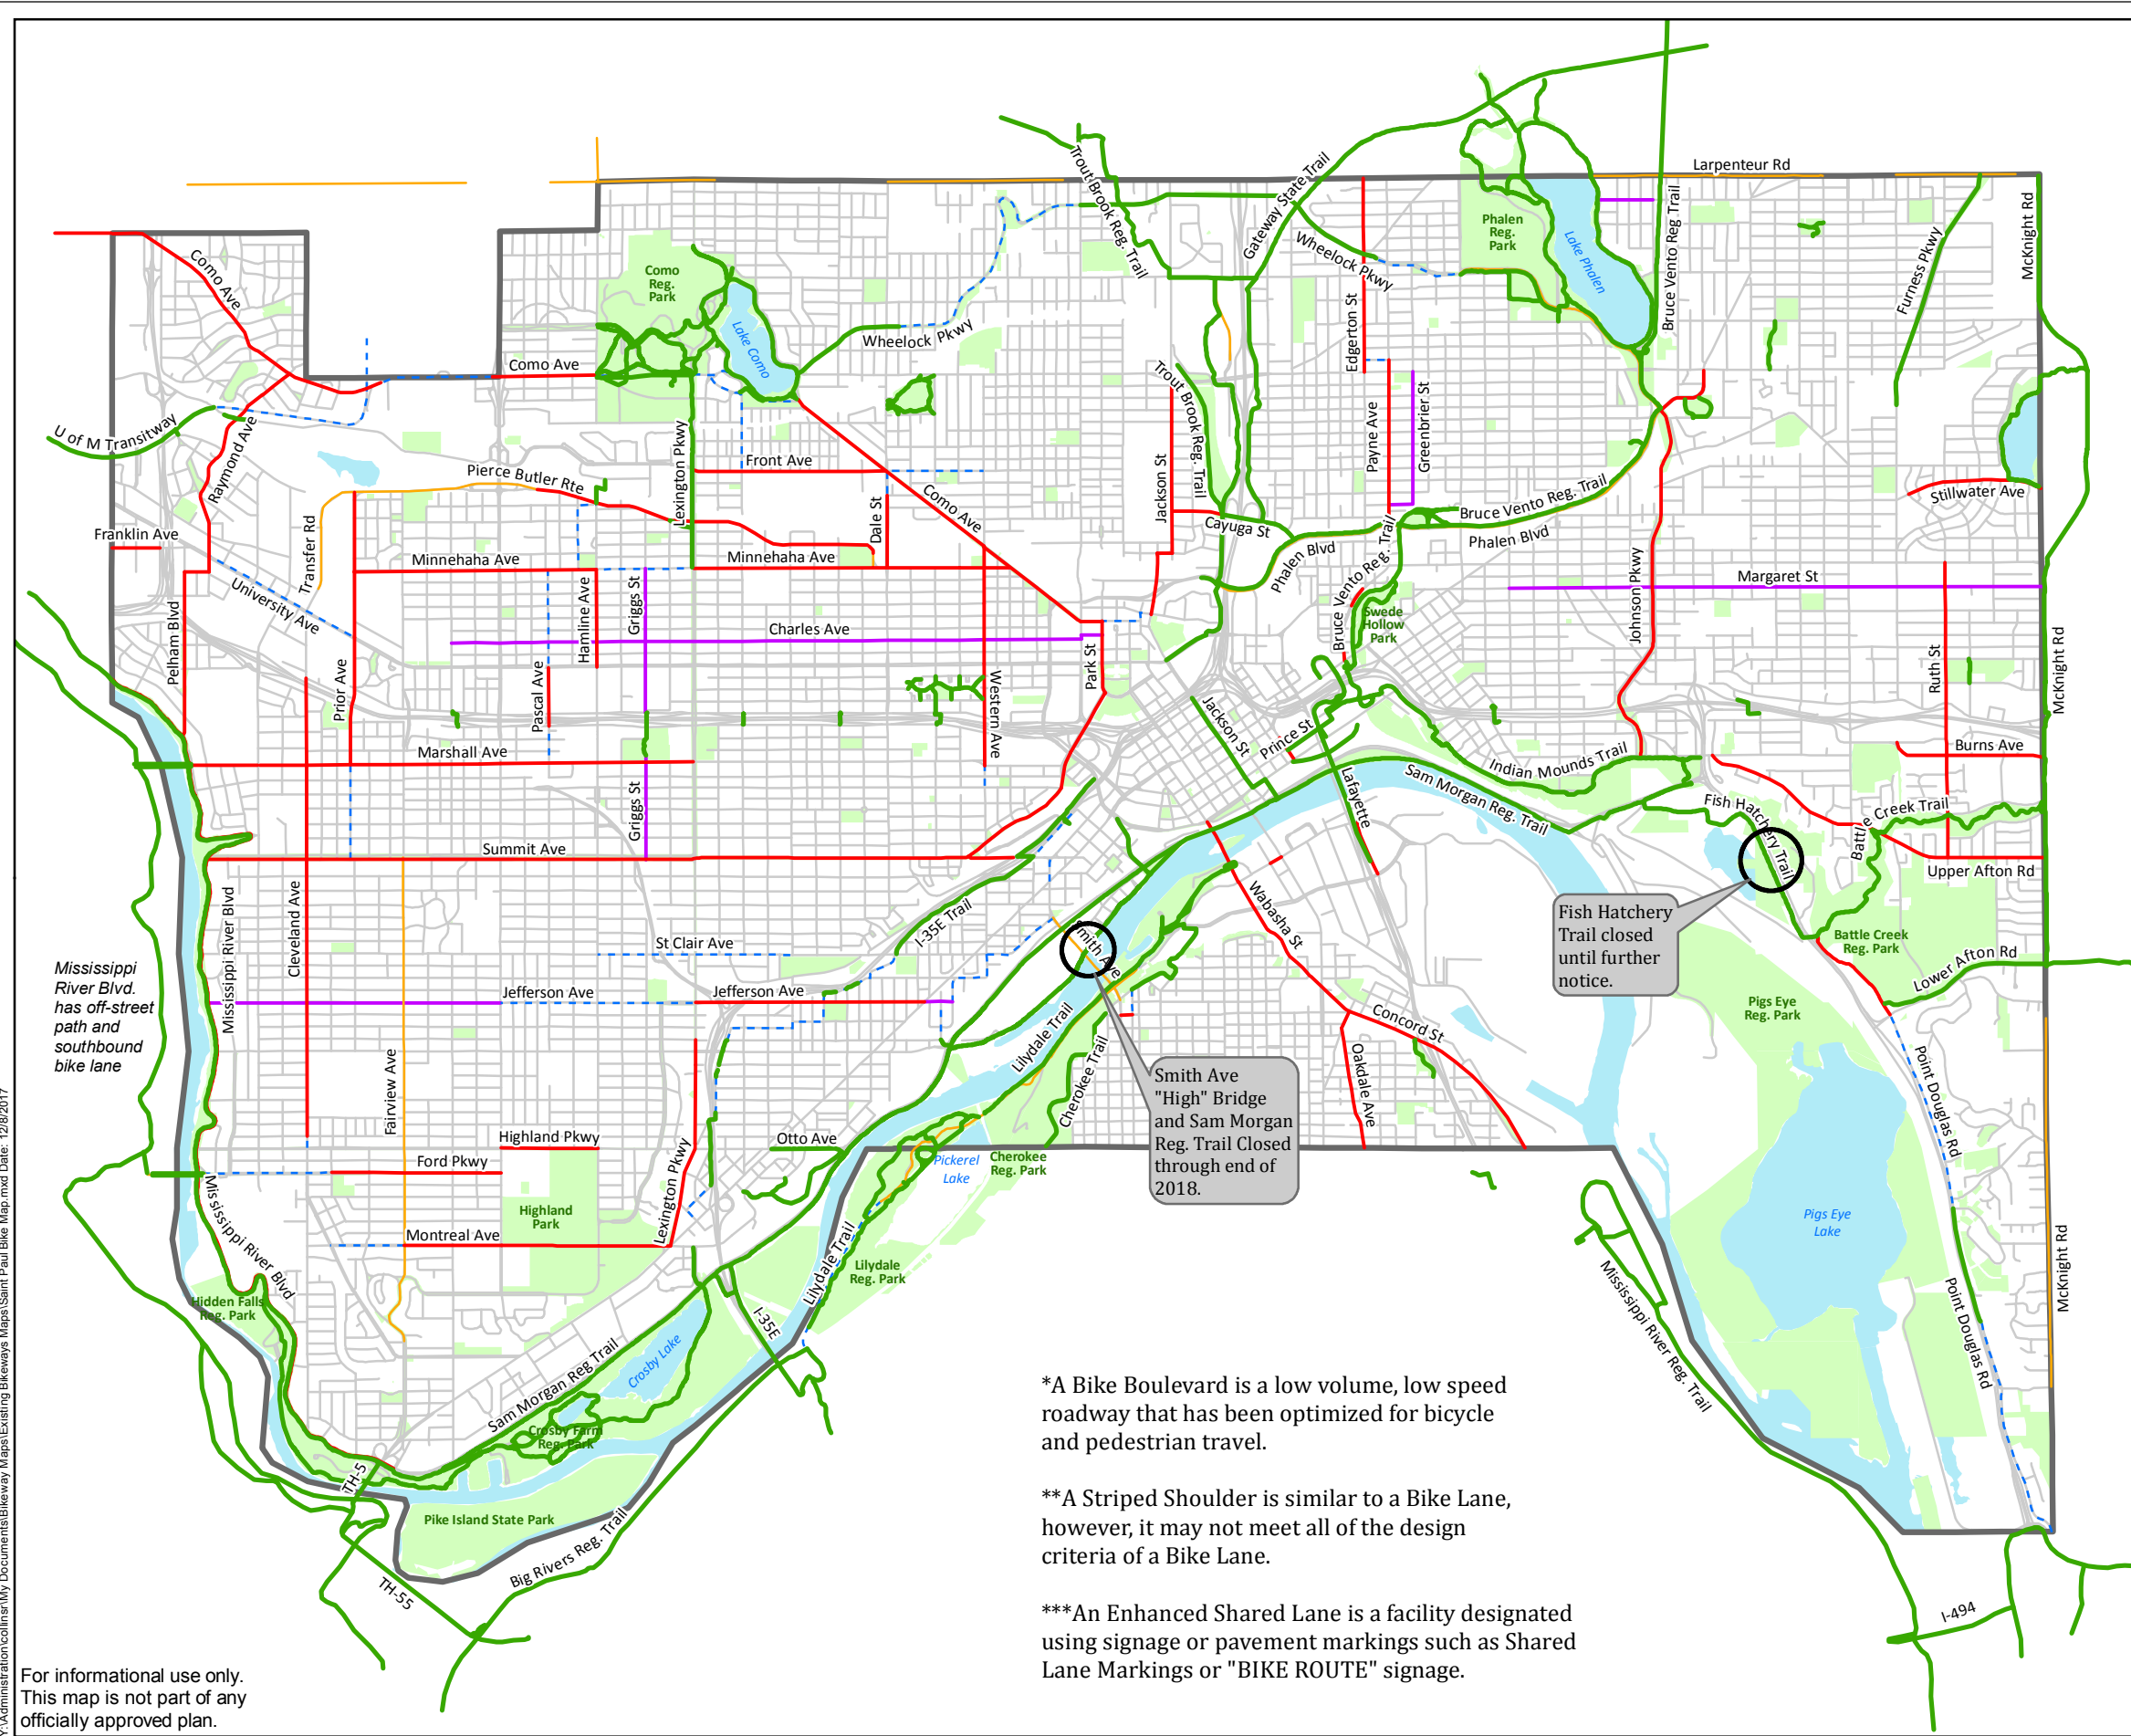 Larpenteur Rd
Trout Brook Reg. Trail
Gateway State Trail
Bruce Vento Reg Trail
McKnight Rd
Phalen
Reg.
Park
Lake Phalen
Wheelock Pkwy
Furness Pkwy
Como Ave
Como
Reg.
Park
Lake Como
Edgerton St
Wheelock Pkwy
Como Ave
Trout Brook Reg. Trail
Payne Ave
Greenbrier St
U of M Transitway
Raymond Ave
Lexington Pkwy
Front Ave
Pierce Butler Rte
Como Ave
Dale St
Jackson St
Bruce Vento Reg. Trail
Stillwater Ave
Transfer Rd
Franklin Ave
Cayuga St
Phalen Blvd
Phalen Blvd
Minnehaha Ave
Minnehaha Ave
Bruce Vento Reg. Trail
Johnson Pkwy
Margaret St
University Ave
Pelham Blvd
Hamline Ave
Griggs St
Charles Ave
Swede
Hollow
Park
Park St
Prior Ave
Pascal Ave
Western Ave
Ruth St
McKnight Rd
Jackson St
Prince St
Marshall Ave
Burns Ave
Indian Mounds Trail
Sam Morgan Reg. Trail
Lafayette
Griggs St
Fish Hatchery Trail
Battle Creek Trail
Summit Ave
Upper Afton Rd
Mississippi River Blvd
Cleveland Ave
I-35E Trail
Wabasha St
Fish Hatchery
Trail closed
until further
notice.
St Clair Ave
Smith Ave
Battle Creek
Reg. Park
Lower Afton Rd
Mississippi
River Blvd.
has off-street
path and
southbound
bike lane
Jefferson Ave
Jefferson Ave
Pigs Eye
Reg. Park
Lilydale Trail
Concord St
Fairview Ave
Cherokee Trail
Oakdale Ave
Point Douglas Rd
Smith Ave
"High" Bridge
and Sam Morgan
Reg. Trail Closed
through end of
2018.
Highland Pkwy
Otto Ave
Ford Pkwy
Lexington Pkwy
Pickerel
Lake
Cherokee
Reg. Park
Mississippi River Blvd
Highland
Park
Pigs Eye
Lake
Montreal Ave
McKnight Rd
Lilydale Trail
Lilydale
Reg. Park
Hidden Falls
Reg. Park
I-35E
Mississippi River Reg. Trail
Point Douglas Rd
Sam Morgan Reg Trail
Crosby Lake
Crosby Farm
Reg. Park
TH-5
Pike Island State Park
Big Rivers Reg. Trail
TH-55
I-494
*A Bike Boulevard is a low volume, low speed
roadway that has been optimized for bicycle
and pedestrian travel.
**A Striped Shoulder is similar to a Bike Lane,
however, it may not meet all of the design
criteria of a Bike Lane.
***An Enhanced Shared Lane is a facility designated
using signage or pavement markings such as Shared
Lane Markings or "BIKE ROUTE" signage.
For informational use only.
This map is not part of any
officially approved plan.
Y:\Administration\colinsr\My Documents\Bikeway Maps\Existing Bikeways Maps\Saint Paul Bike Map.mxd Date: 12/8/2017